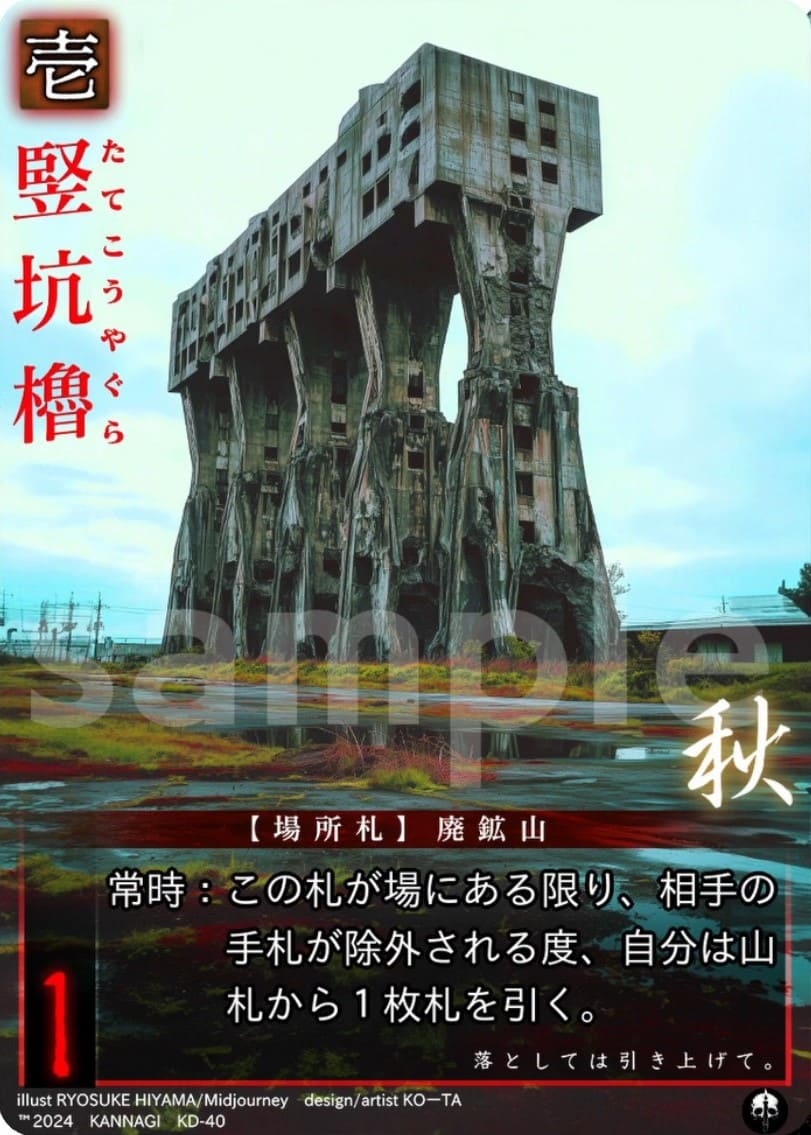 壱
竪坑櫓
たてこうやぐら
sample
秋
【場所札】廃鉱山
常時：この札が場にある限り、相手の
手札が除外される度、自分は山
札から１枚札を引く。
1
落としては引き上げて。
illust RYOSUKE HIYAMA/Midjourney design/artist KO－TA
™2024 KANNAGI KD-40